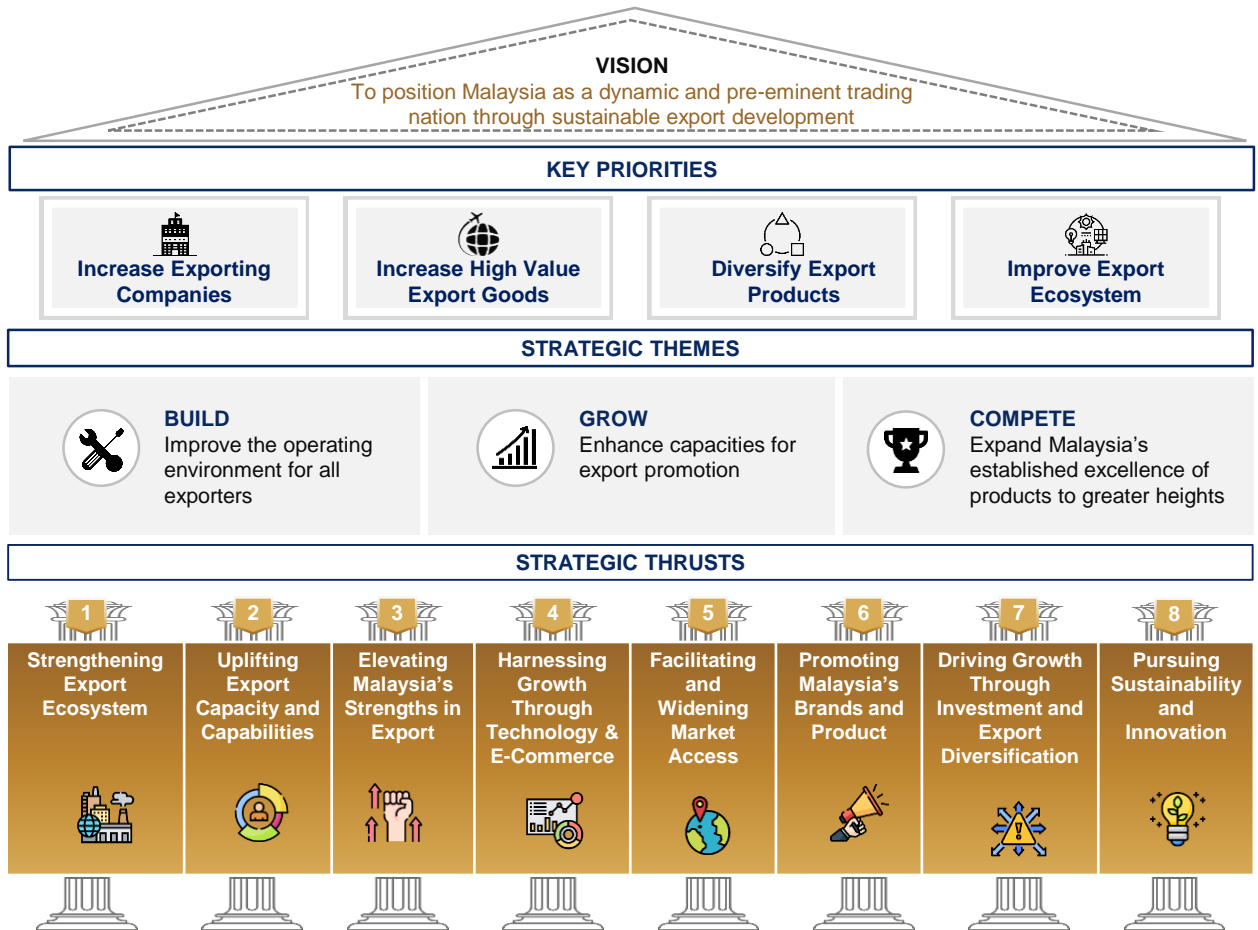 VISION
To position Malaysia as a dynamic and pre-eminent trading
nation through sustainable export development
KEY PRIORITIES
Increase Exporting
Companies
Increase High Value
Export Goods
Diversify Export
Products
Improve Export
Ecosystem
STRATEGIC THEMES
BUILD
Improve the operating
environment for all
exporters
GROW
Enhance capacities for
export promotion
COMPETE
Expand Malaysia’s
established excellence of
products to greater heights
STRATEGIC THRUSTS
1
Strengthening
Export
Ecosystem
2
Uplifting
Export
Capacity and
Capabilities
3
Elevating
Malaysia’s
Strengths in
Export
4
Harnessing
Growth
Through
Technology &
E-Commerce
5
Facilitating
and
Widening
Market
Access
6
Promoting
Malaysia’s
Brands and
Product
7
Driving Growth
Through
Investment and
Export
Diversification
8
Pursuing
Sustainability
and
Innovation